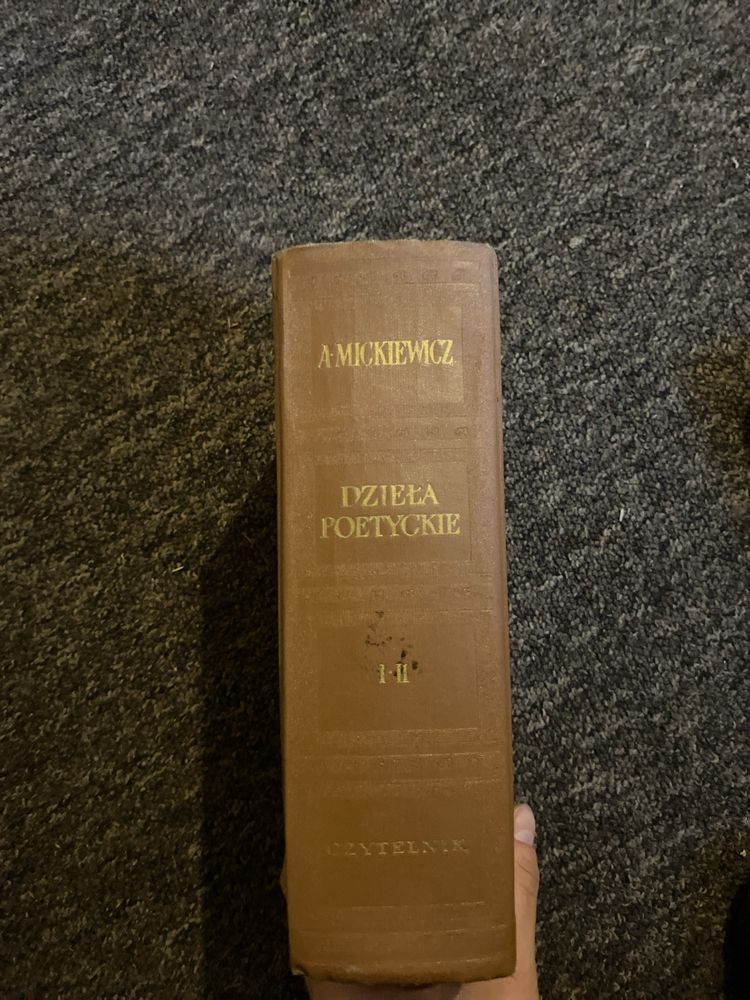 A·MICKIEWICZ
DZIEŁA
POETYCKIE
I·II
CZYTELNIK